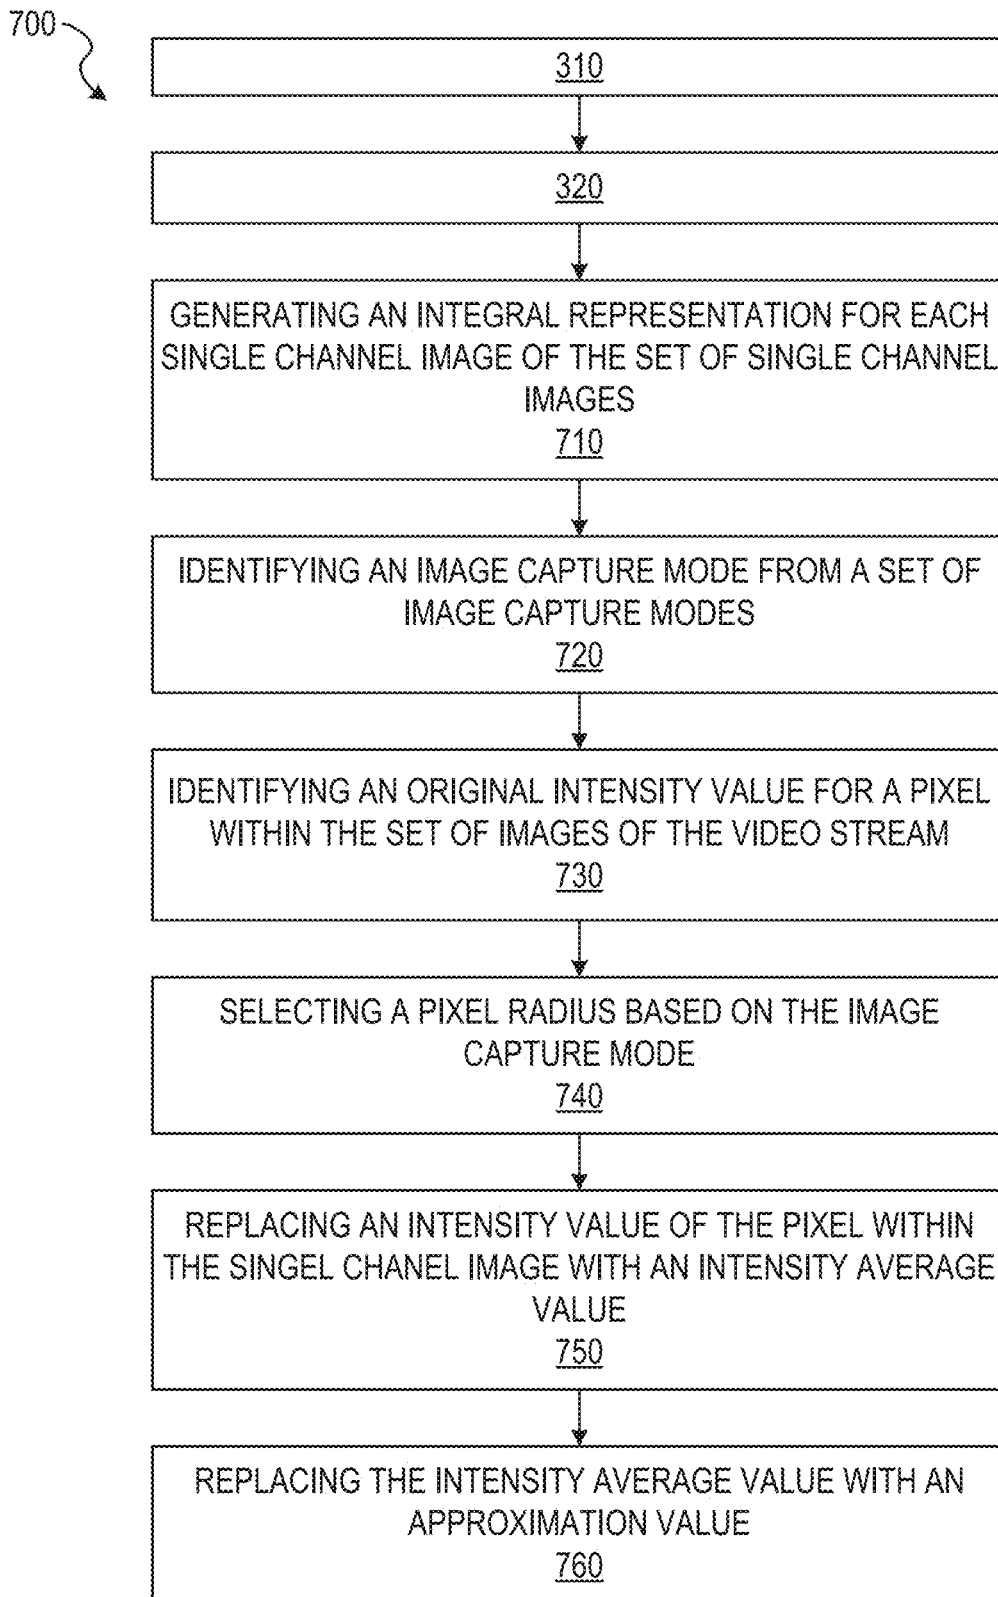 700
310
320
GENERATING AN INTEGRAL REPRESENTATION FOR EACH
SINGLE CHANNEL IMAGE OF THE SET OF SINGLE CHANNEL
IMAGES
710
IDENTIFYING AN IMAGE CAPTURE MODE FROM A SET OF
IMAGE CAPTURE MODES
720
IDENTIFYING AN ORIGINAL INTENSITY VALUE FOR A PIXEL
WITHIN THE SET OF IMAGES OF THE VIDEO STREAM
730
SELECTING A PIXEL RADIUS BASED ON THE IMAGE
CAPTURE MODE
740
REPLACING AN INTENSITY VALUE OF THE PIXEL WITHIN
THE SINGEL CHANEL IMAGE WITH AN INTENSITY AVERAGE
VALUE
750
REPLACING THE INTENSITY AVERAGE VALUE WITH AN
APPROXIMATION VALUE
760